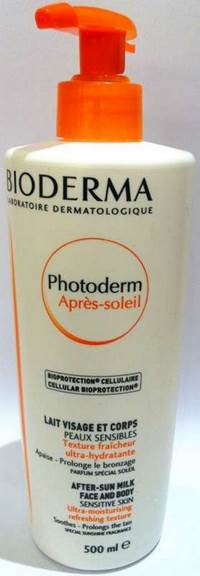 BIODERMA
LABORATOIRE DERMATOLOGIQUE
Photoderm
Après-soleil
BIOPROTECTION® CELLULAIRE
CELLULAR BIOPROTECTION®
LAIT VISAGE ET CORPS
PEAUX SENSIBLES
Texture fraîcheur
ultra-hydratante
Apaise - Prolonge le bronzage
PARFUM SPÉCIAL SOLEIL
AFTER-SUN MILK
FACE AND BODY
SENSITIVE SKIN
Ultra-moisturising
refreshing texture
Soothes - Prolongs the tan
SPECIAL SUNSHINE FRAGRANCE
500 ml e